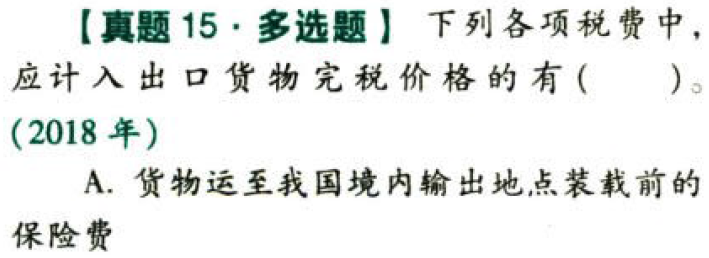 【真题 15·多选题】 下列各项税费中，
应计入出口货物完税价格的有(　　)。
(2018 年)
A. 货物运至我国境内输出地点装载前的
保险费